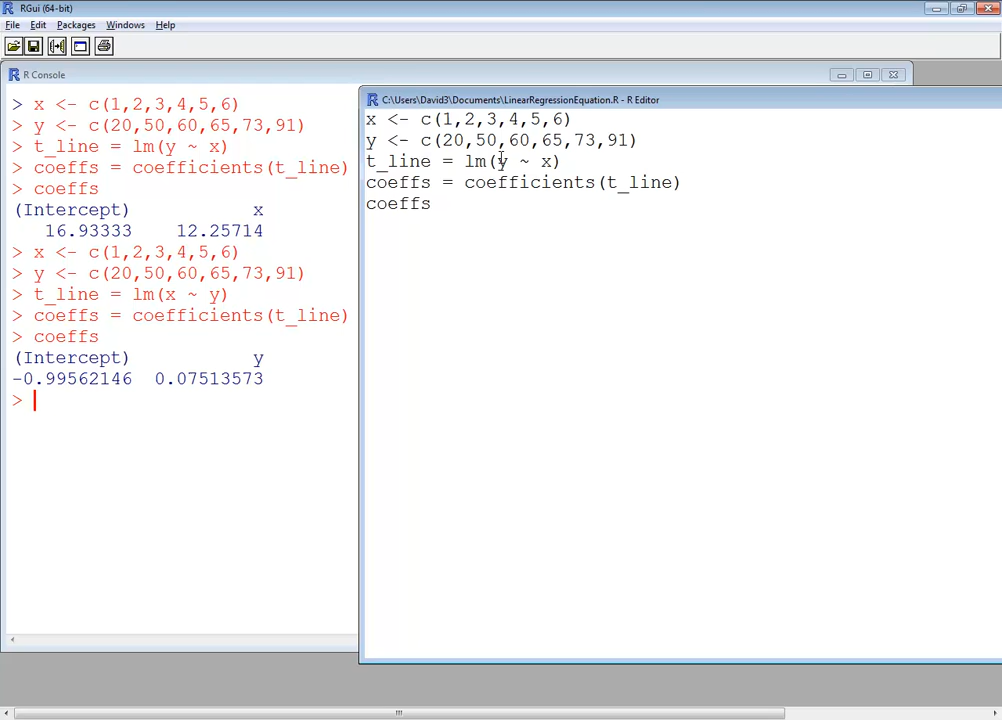 RGui (64-bit)
File Edit Packages Windows Help
R Console
> x <- c(1,2,3,4,5,6)
> y <- c(20,50,60,65,73,91)
> t_line = lm(y ~ x)
> coeffs = coefficients(t_line)
> coeffs
(Intercept) x
16.93333 12.25714
> x <- c(1,2,3,4,5,6)
> y <- c(20,50,60,65,73,91)
> t_line = lm(x ~ y)
> coeffs = coefficients(t_line)
> coeffs
(Intercept) y
-0.99562146 0.07513573
>
C:\Users\David3\Documents\LinearRegressionEquation.R - R Editor
x <- c(1,2,3,4,5,6)
y <- c(20,50,60,65,73,91)
t_line = lm(y ~ x)
coeffs = coefficients(t_line)
coeffs